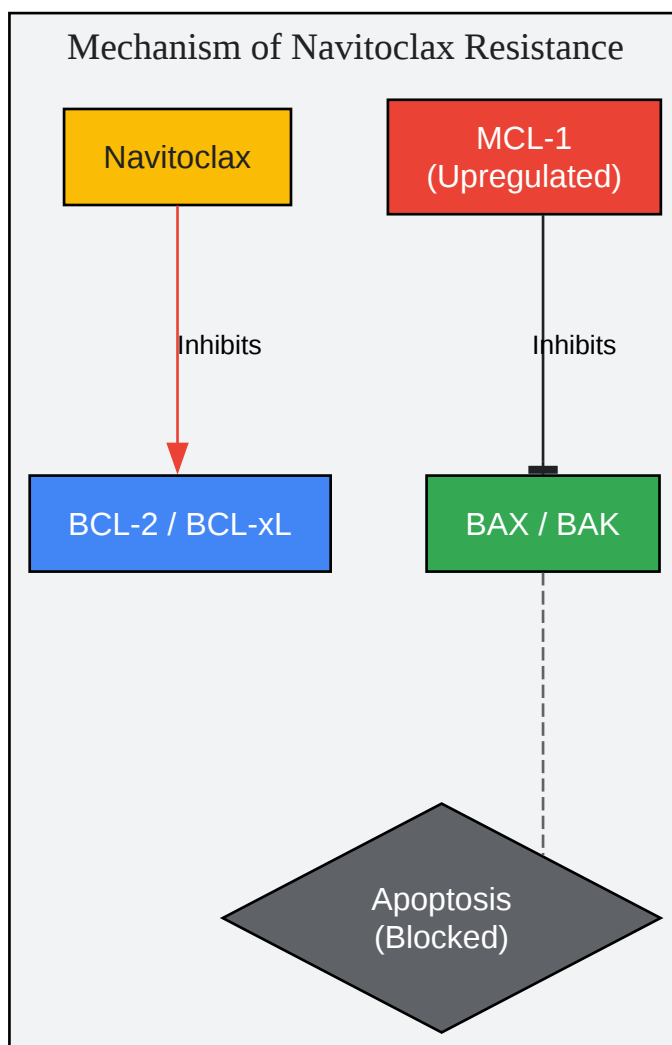 Mechanism of Navitoclax Resistance
Navitoclax
MCL-1
(Upregulated)
Inhibits
Inhibits
BCL-2 / BCL-xL
BAX / BAK
Apoptosis
(Blocked)